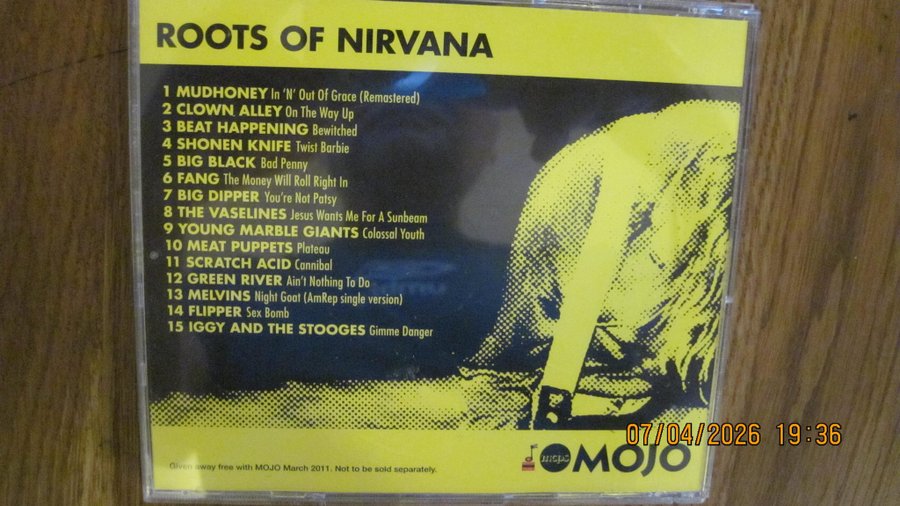 ROOTS OF NIRVANA
1 MUDHONEY In 'N' Out Of Grace (Remastered)
2 CLOWN ALLEY On The Way Up
3 BEAT HAPPENING Bewitched
4 SHONEN KNIFE Twist Barbie
5 BIG BLACK Bad Penny
6 FANG The Money Will Roll Right In
7 BIG DIPPER You're Not Patsy
8 THE VASELINES Jesus Wants Me For A Sunbeam
9 YOUNG MARBLE GIANTS Colossal Youth
10 MEAT PUPPETS Plateau
11 SCRATCH ACID Cannibal
12 GREEN RIVER Ain't Nothing To Do
13 MELVINS Night Goat (AmRep single version)
14 FLIPPER Sex Bomb
15 IGGY AND THE STOOGES Gimme Danger
07/04/2026 19:36
mcps MOJO
Given away free with MOJO March 2011. Not to be sold separately.